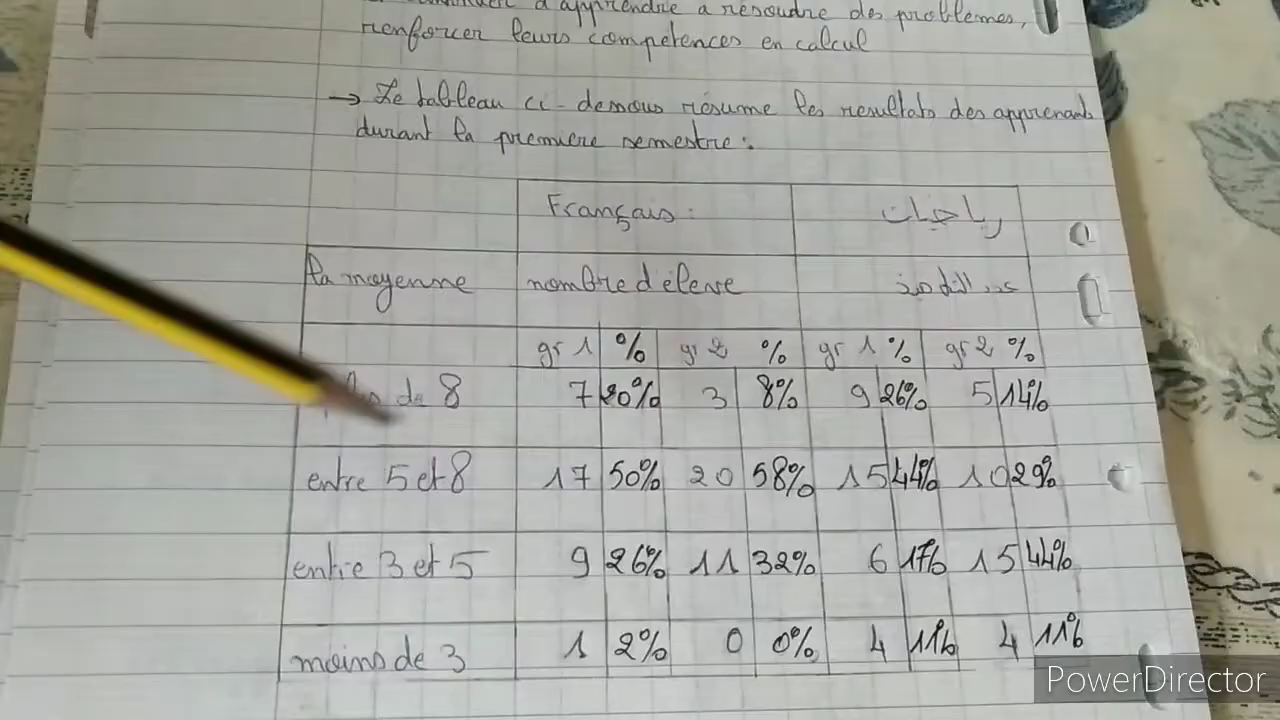 d'apprendre a resoudre des problèmes,
renforcer leurs compétences en calcul
→ Le tableau ci-dessous résume les resultats des apprenants
durant la premiere semestre :
Français : رياضيات
la moyenne nombre d'éleve عدد التلاميذ
gr 1 % gr 2 % gr 1 % gr 2 %
de 8 7 20% 3 8% 9 26% 5 14%
entre 5 et 8 17 50% 20 58% 15 44% 10 29%
entre 3 et 5 9 26% 11 32% 6 17% 15 44%
moins de 3 1 2% 0 0% 4 11% 4 11%
PowerDirector